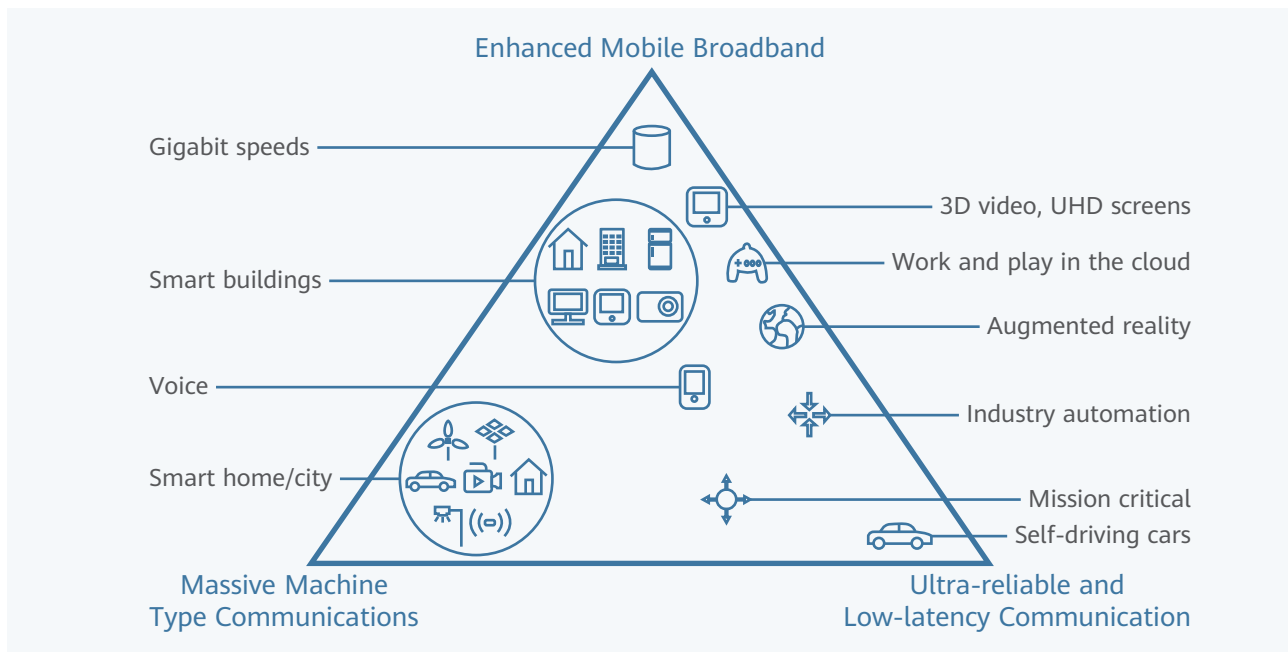 Enhanced Mobile Broadband
Gigabit speeds
3D video, UHD screens
Work and play in the cloud
Smart buildings
Augmented reality
Voice
Industry automation
Smart home/city
Mission critical
Self-driving cars
Massive Machine
Type Communications
Ultra-reliable and
Low-latency Communication